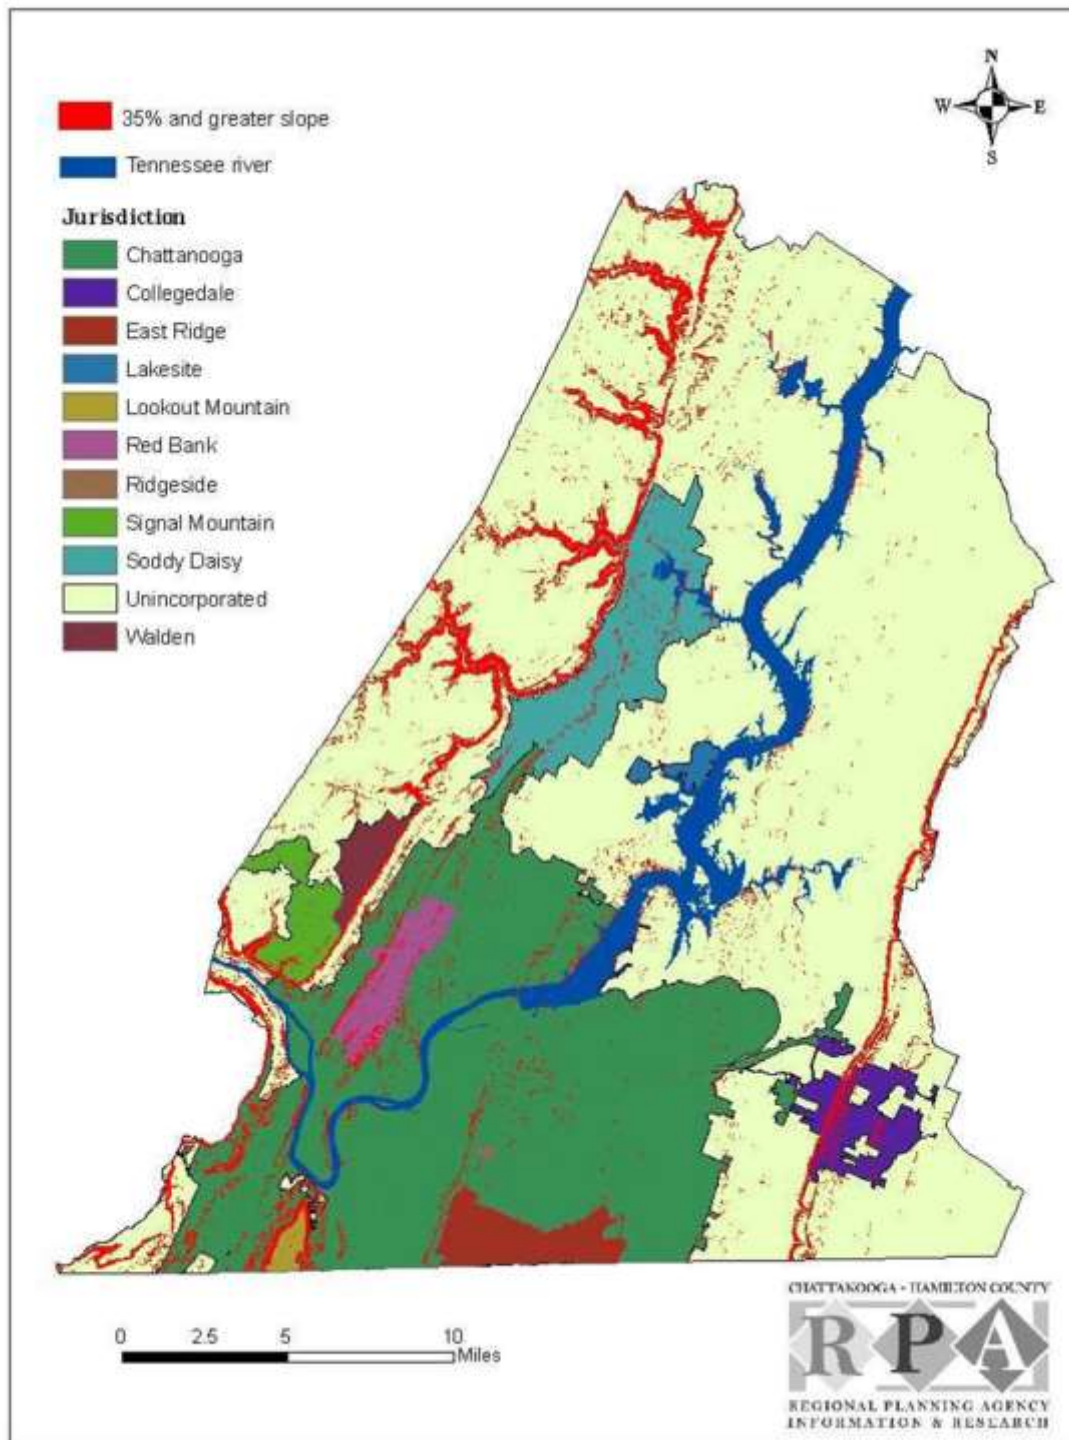 N
W E
S
35% and greater slope
Tennessee river
Jurisdiction
Chattanooga
Collegedale
East Ridge
Lakesite
Lookout Mountain
Red Bank
Ridgeside
Signal Mountain
Soddy Daisy
Unincorporated
Walden
0 2.5 5 10
Miles
CHATTANOOGA - HAMILTON COUNTY
RPA
REGIONAL PLANNING AGENCY
INFORMATION & RESEARCH